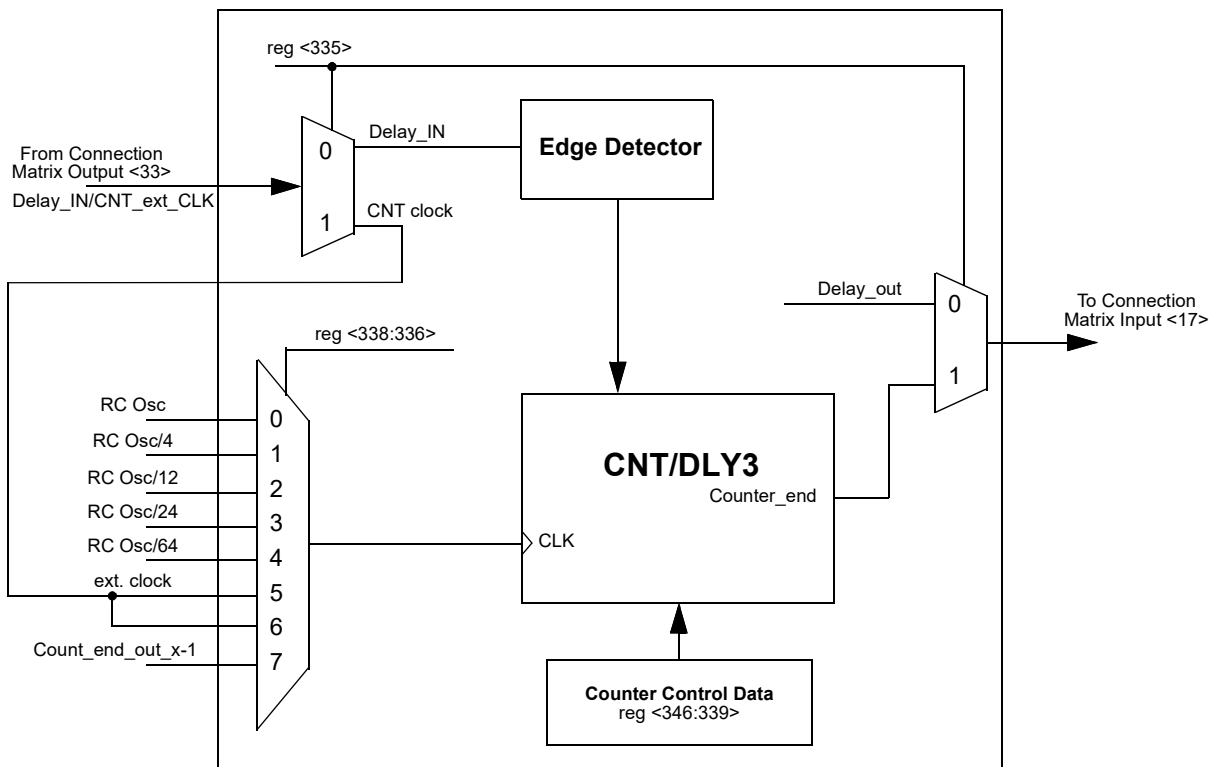 reg <335>
From Connection
Matrix Output <33>
Delay_IN/CNT_ext_CLK
0
1
Delay_IN
CNT clock
Edge Detector
Delay_out
0
1
To Connection
Matrix Input <17>
reg <338:336>
RC Osc
RC Osc/4
RC Osc/12
RC Osc/24
RC Osc/64
ext. clock
Count_end_out_x-1
0
1
2
3
4
5
6
7
CNT/DLY3
Counter_end
CLK
Counter Control Data
reg <346:339>